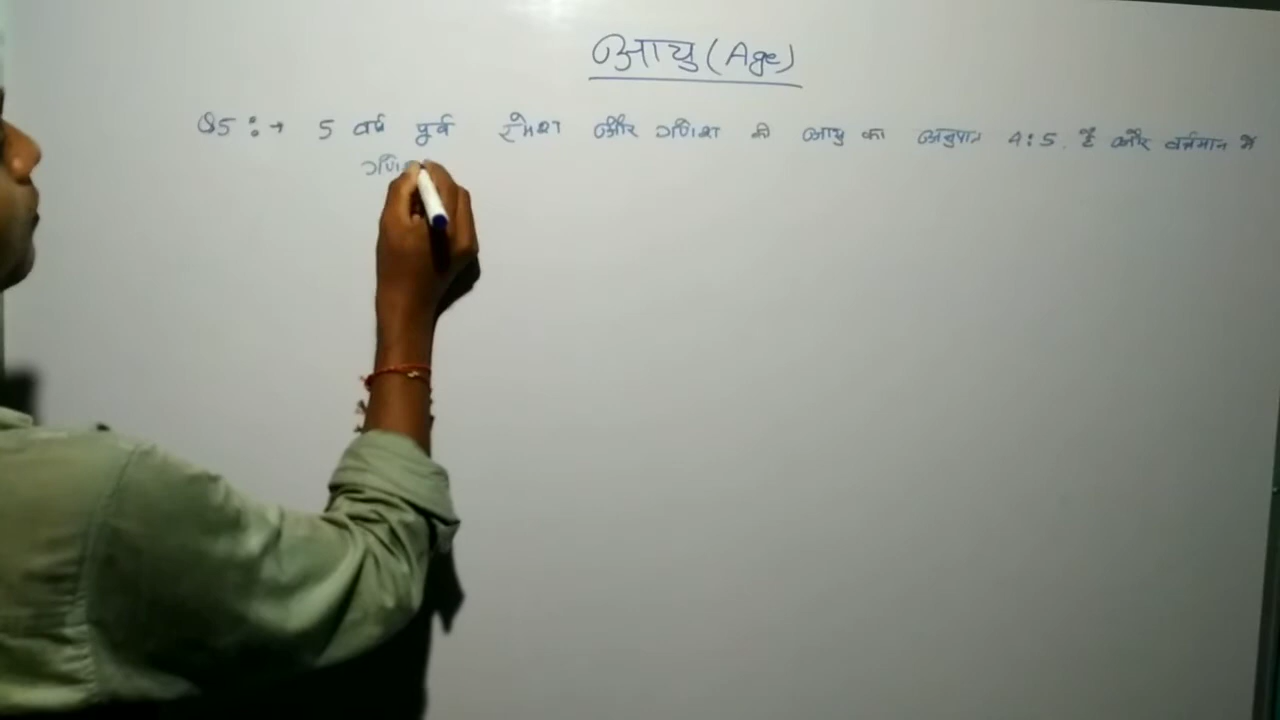 आयु (Age)
Q5:→ 5 वर्ष पूर्व रमेश और गणेश की आयु का अनुपात 4:5 है और वर्तमान में